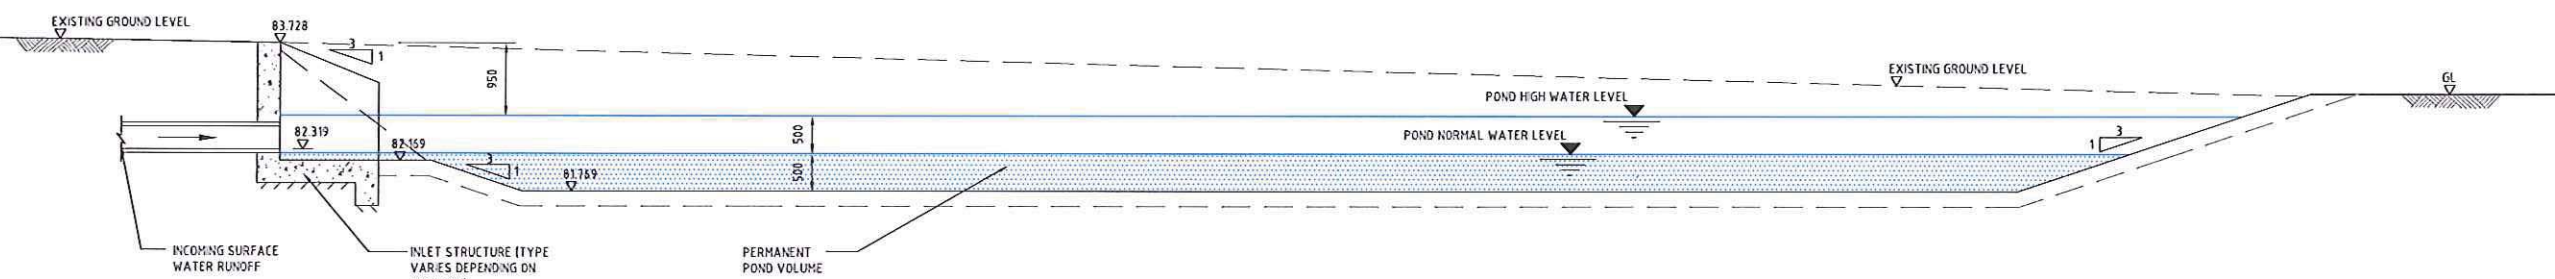 EXISTING GROUND LEVEL
83.728
3
1
950
EXISTING GROUND LEVEL
GL
POND HIGH WATER LEVEL
POND NORMAL WATER LEVEL
500
3
1
82.319
82.169
3
1
500
81.769
INCOMING SURFACE
WATER RUNOFF
INLET STRUCTURE (TYPE
VARIES DEPENDING ON
PERMANENT
POND VOLUME